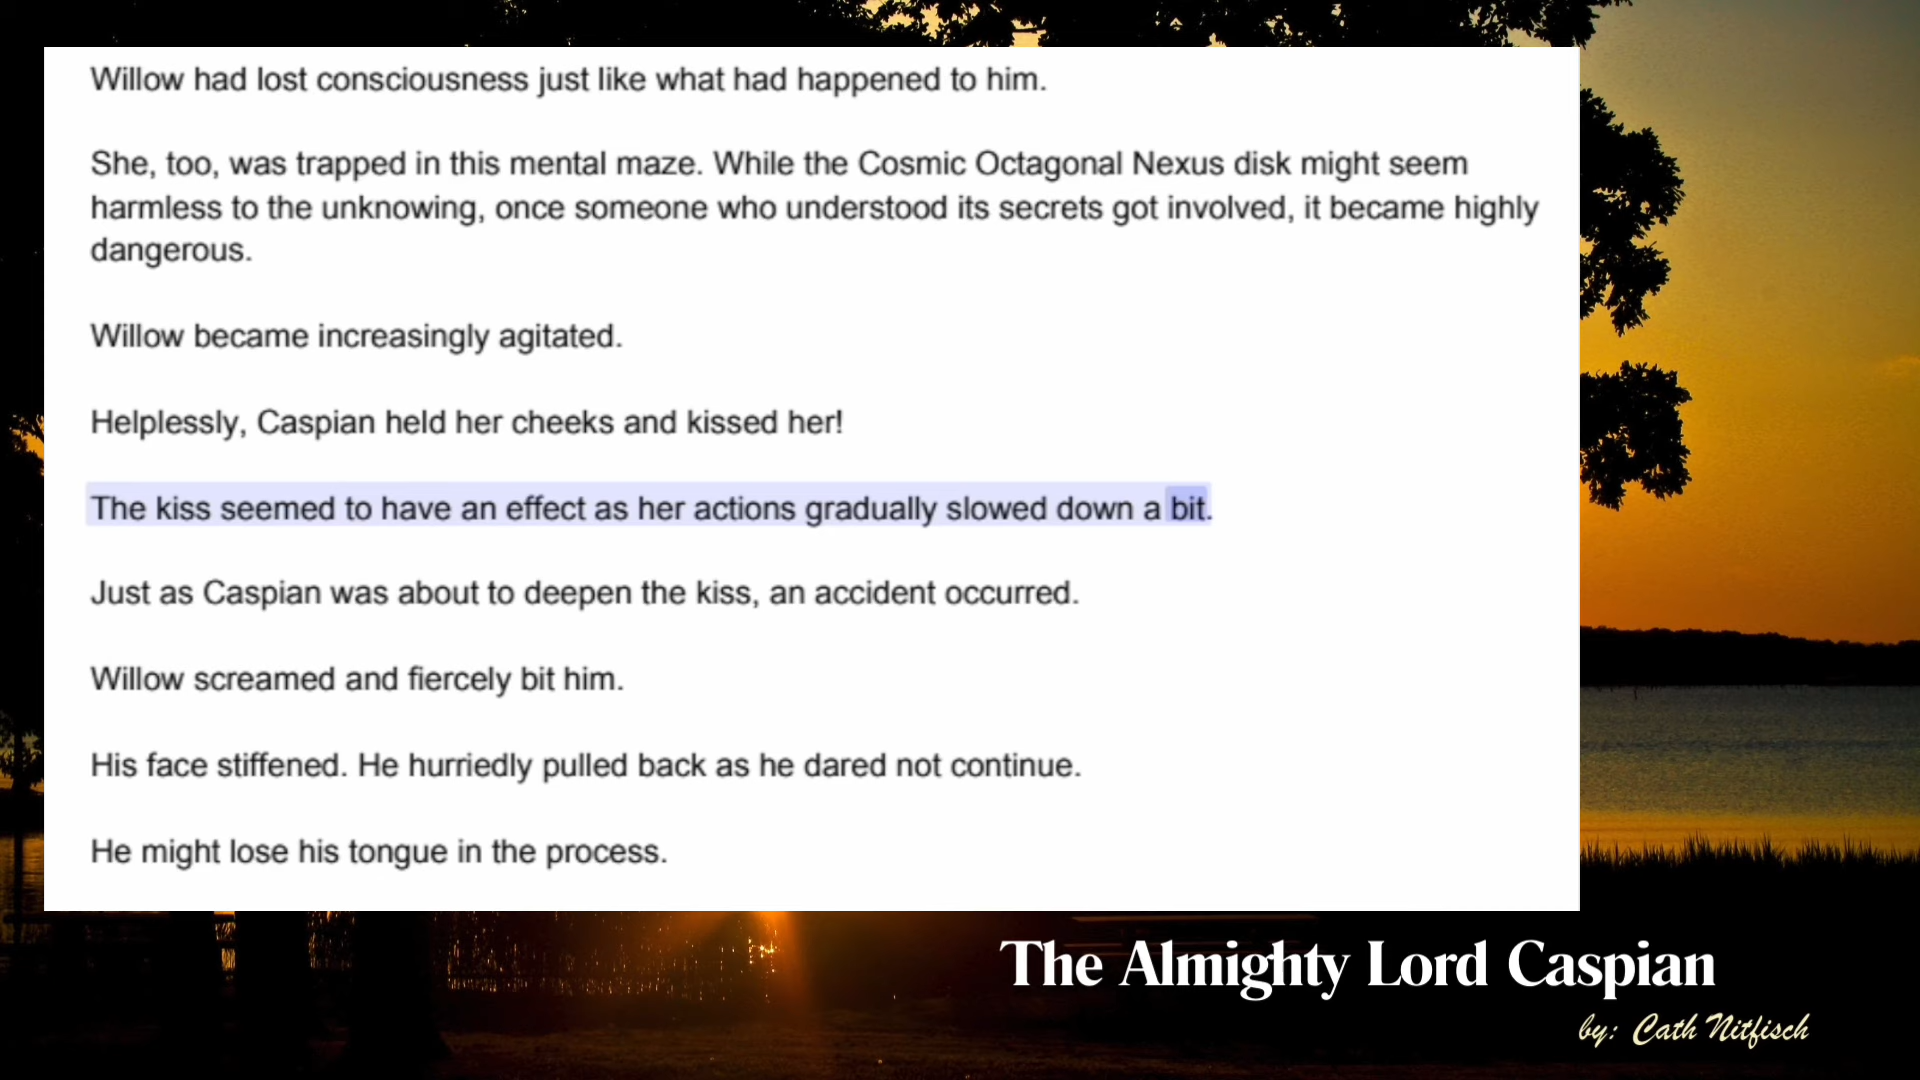 Willow had lost consciousness just like what had happened to him.
She, too, was trapped in this mental maze. While the Cosmic Octagonal Nexus disk might seem
harmless to the unknowing, once someone who understood its secrets got involved, it became highly
dangerous.
Willow became increasingly agitated.
Helplessly, Caspian held her cheeks and kissed her!
The kiss seemed to have an effect as her actions gradually slowed down a bit.
Just as Caspian was about to deepen the kiss, an accident occurred.
Willow screamed and fiercely bit him.
His face stiffened. He hurriedly pulled back as he dared not continue.
He might lose his tongue in the process.
The Almighty Lord Caspian
by: Cath Nitfisch